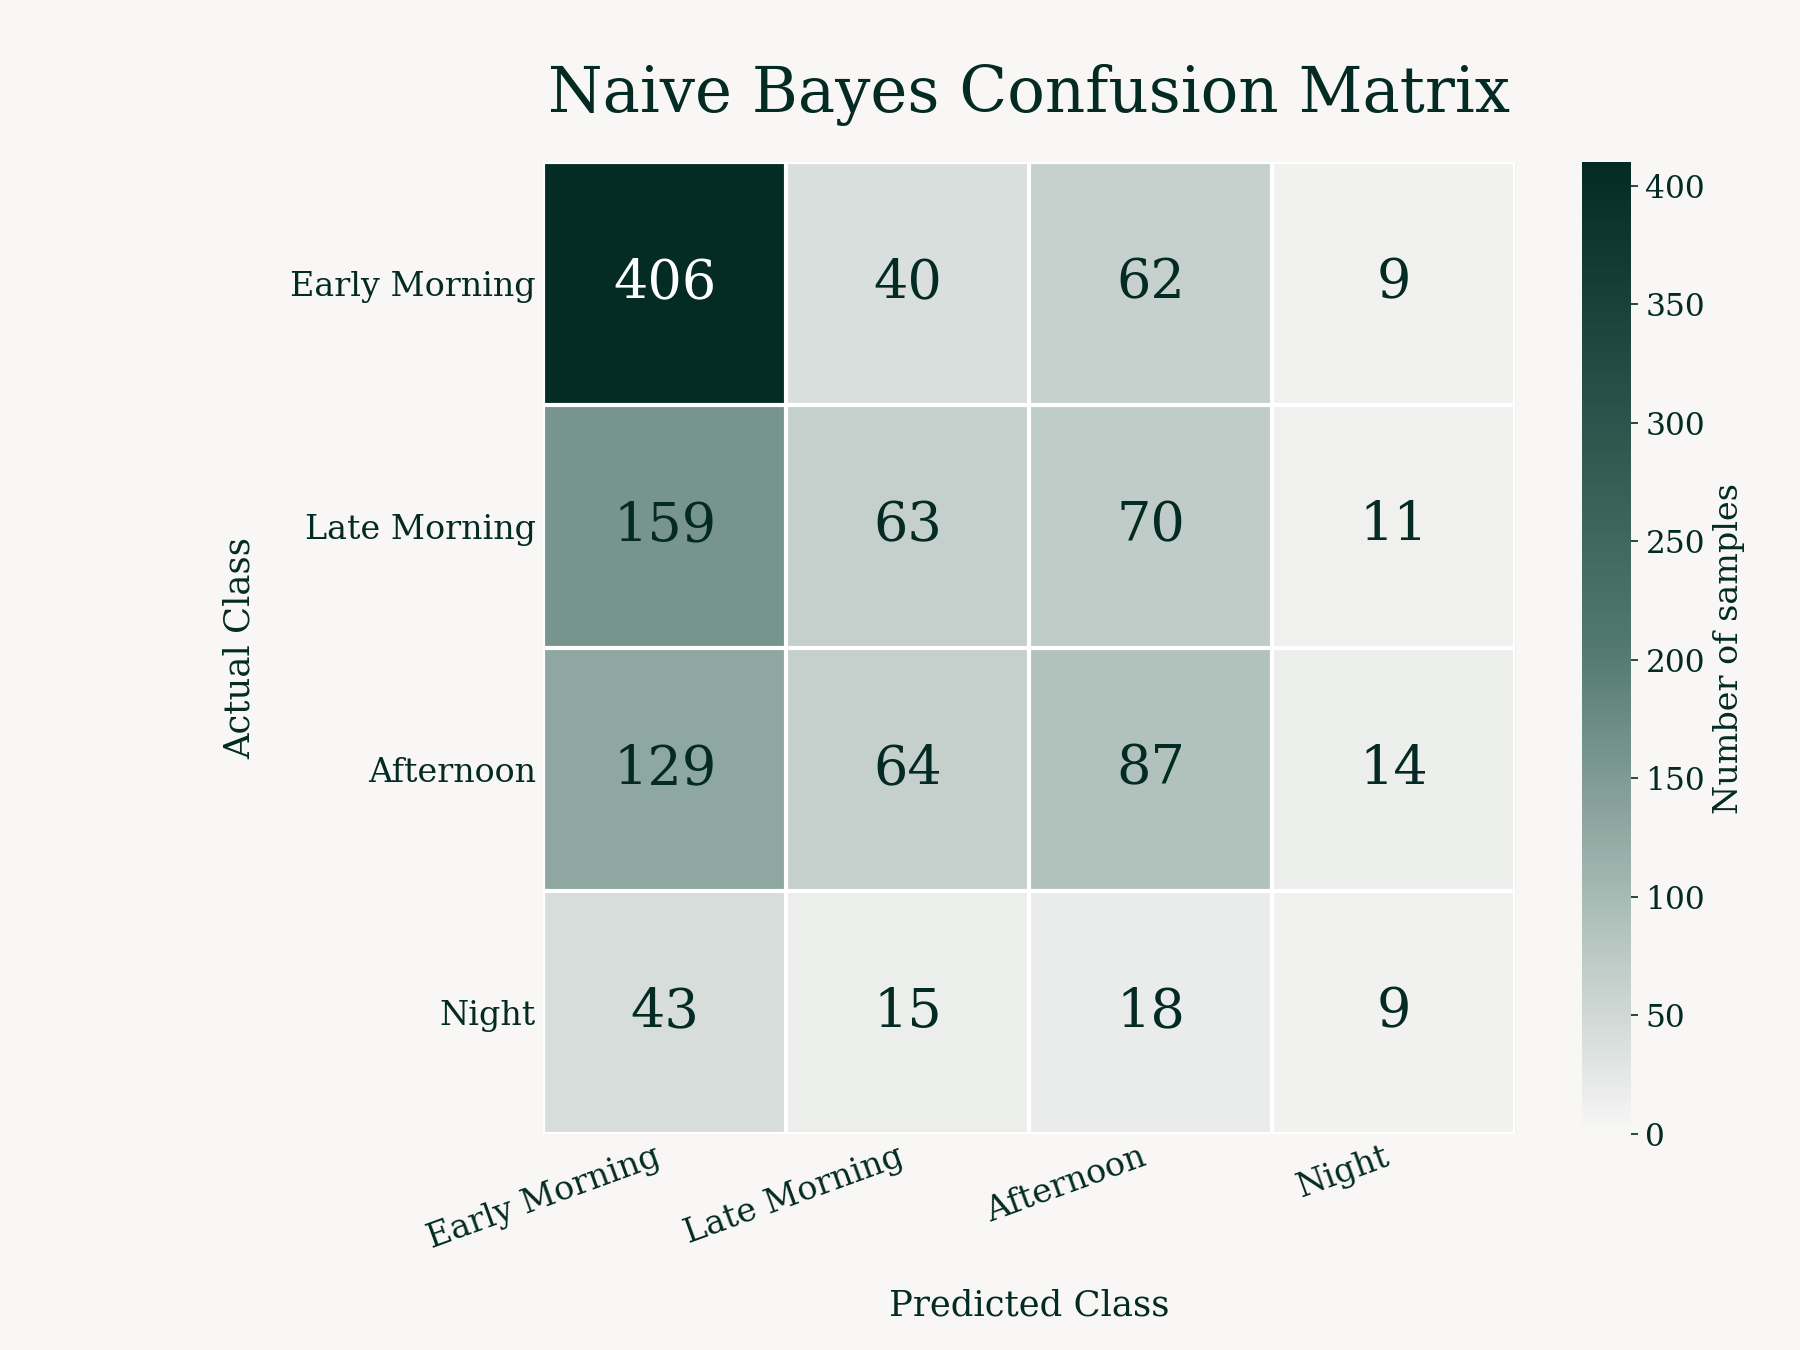 Naive Bayes Confusion Matrix
Early Morning 406 40 62 9
Late Morning 159 63 70 11
Afternoon 129 64 87 14
Night 43 15 18 9
Actual Class
Early Morning Late Morning Afternoon Night
Predicted Class
400
350
300
250
200
150
100
50
0
Number of samples